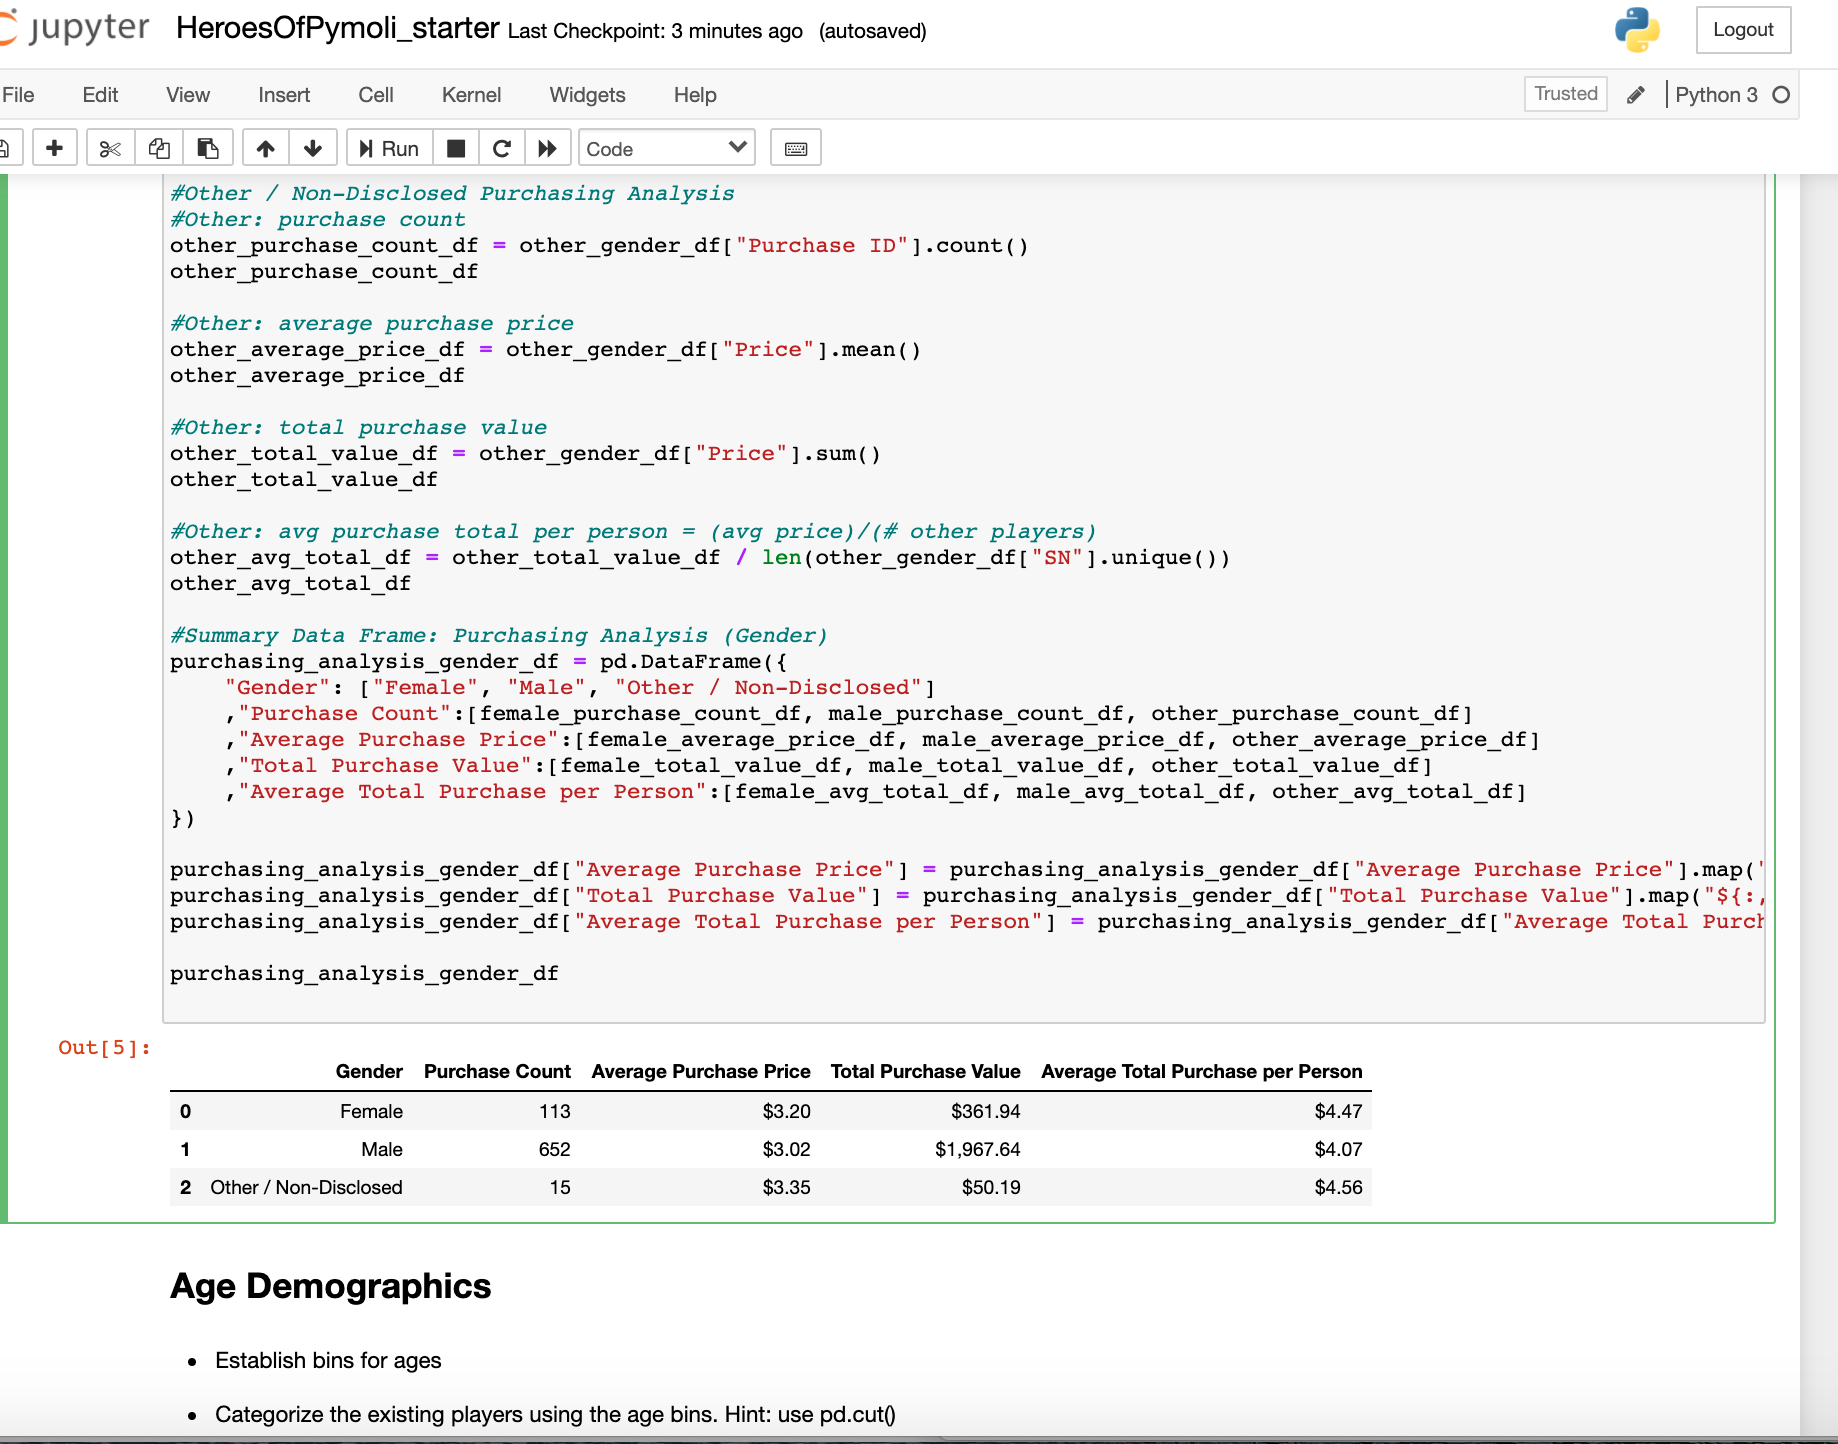 jupyter HeroesOfPymoli_starter Last Checkpoint: 3 minutes ago (autosaved) Logout
File Edit View Insert Cell Kernel Widgets Help Trusted Python 3
Run Code
#Other / Non-Disclosed Purchasing Analysis
#Other: purchase count
other_purchase_count_df = other_gender_df["Purchase ID"].count()
other_purchase_count_df
#Other: average purchase price
other_average_price_df = other_gender_df["Price"].mean()
other_average_price_df
#Other: total purchase value
other_total_value_df = other_gender_df["Price"].sum()
other_total_value_df
#Other: avg purchase total per person = (avg price)/(# other players)
other_avg_total_df = other_total_value_df / len(other_gender_df["SN"].unique())
other_avg_total_df
#Summary Data Frame: Purchasing Analysis (Gender)
purchasing_analysis_gender_df = pd.DataFrame({
    "Gender": ["Female", "Male", "Other / Non-Disclosed"]
    ,"Purchase Count":[female_purchase_count_df, male_purchase_count_df, other_purchase_count_df]
    ,"Average Purchase Price":[female_average_price_df, male_average_price_df, other_average_price_df]
    ,"Total Purchase Value":[female_total_value_df, male_total_value_df, other_total_value_df]
    ,"Average Total Purchase per Person":[female_avg_total_df, male_avg_total_df, other_avg_total_df]
})
purchasing_analysis_gender_df["Average Purchase Price"] = purchasing_analysis_gender_df["Average Purchase Price"].map("
purchasing_analysis_gender_df["Total Purchase Value"] = purchasing_analysis_gender_df["Total Purchase Value"].map("${:,
purchasing_analysis_gender_df["Average Total Purchase per Person"] = purchasing_analysis_gender_df["Average Total Purch
purchasing_analysis_gender_df
Out[5]:
Gender Purchase Count Average Purchase Price Total Purchase Value Average Total Purchase per Person
0 Female 113 $3.20 $361.94 $4.47
1 Male 652 $3.02 $1,967.64 $4.07
2 Other / Non-Disclosed 15 $3.35 $50.19 $4.56
Age Demographics
• Establish bins for ages
• Categorize the existing players using the age bins. Hint: use pd.cut()